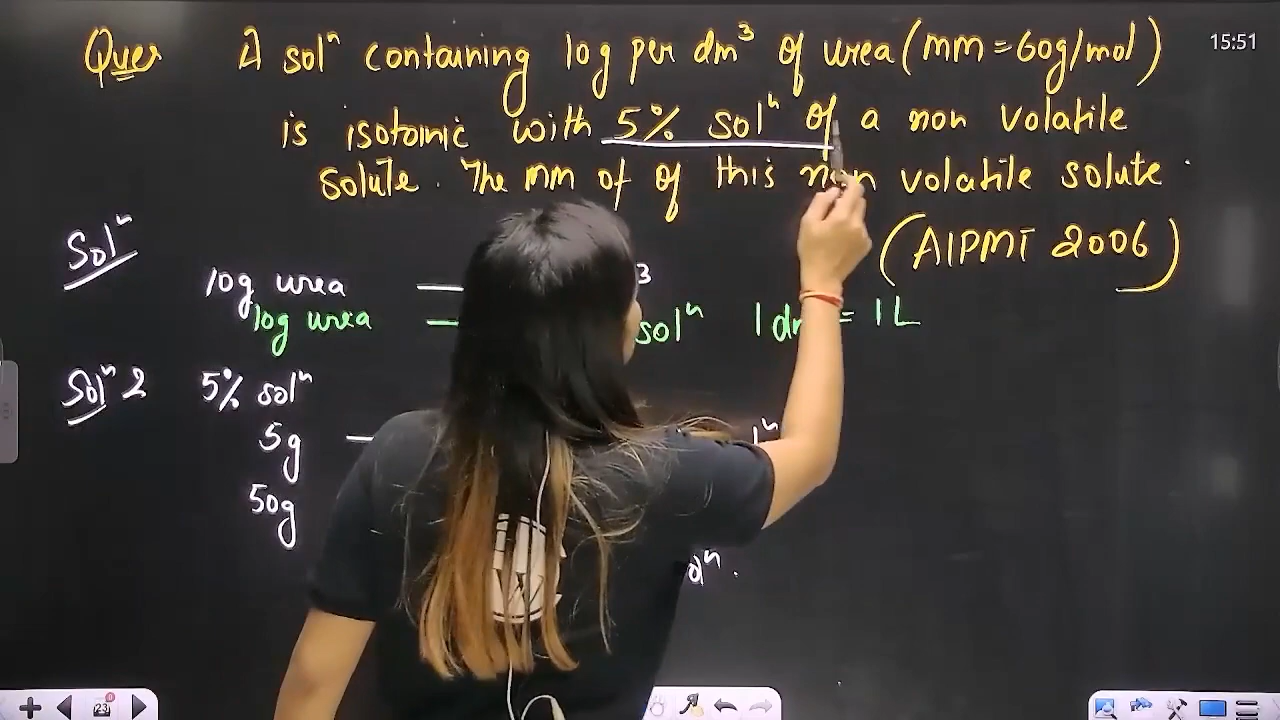 Ques A solⁿ containing 10g per dm³ of urea (mm = 60g/mol)
is isotonic with 5% solⁿ of a non volatile
solute. The mm of of this non volatile solute.
(AIPMT 2006)
Solⁿ
10g urea — 3
10g urea — solⁿ 1 = 1L
Solⁿ 2 5% solⁿ
5g —
50g
15:51
23